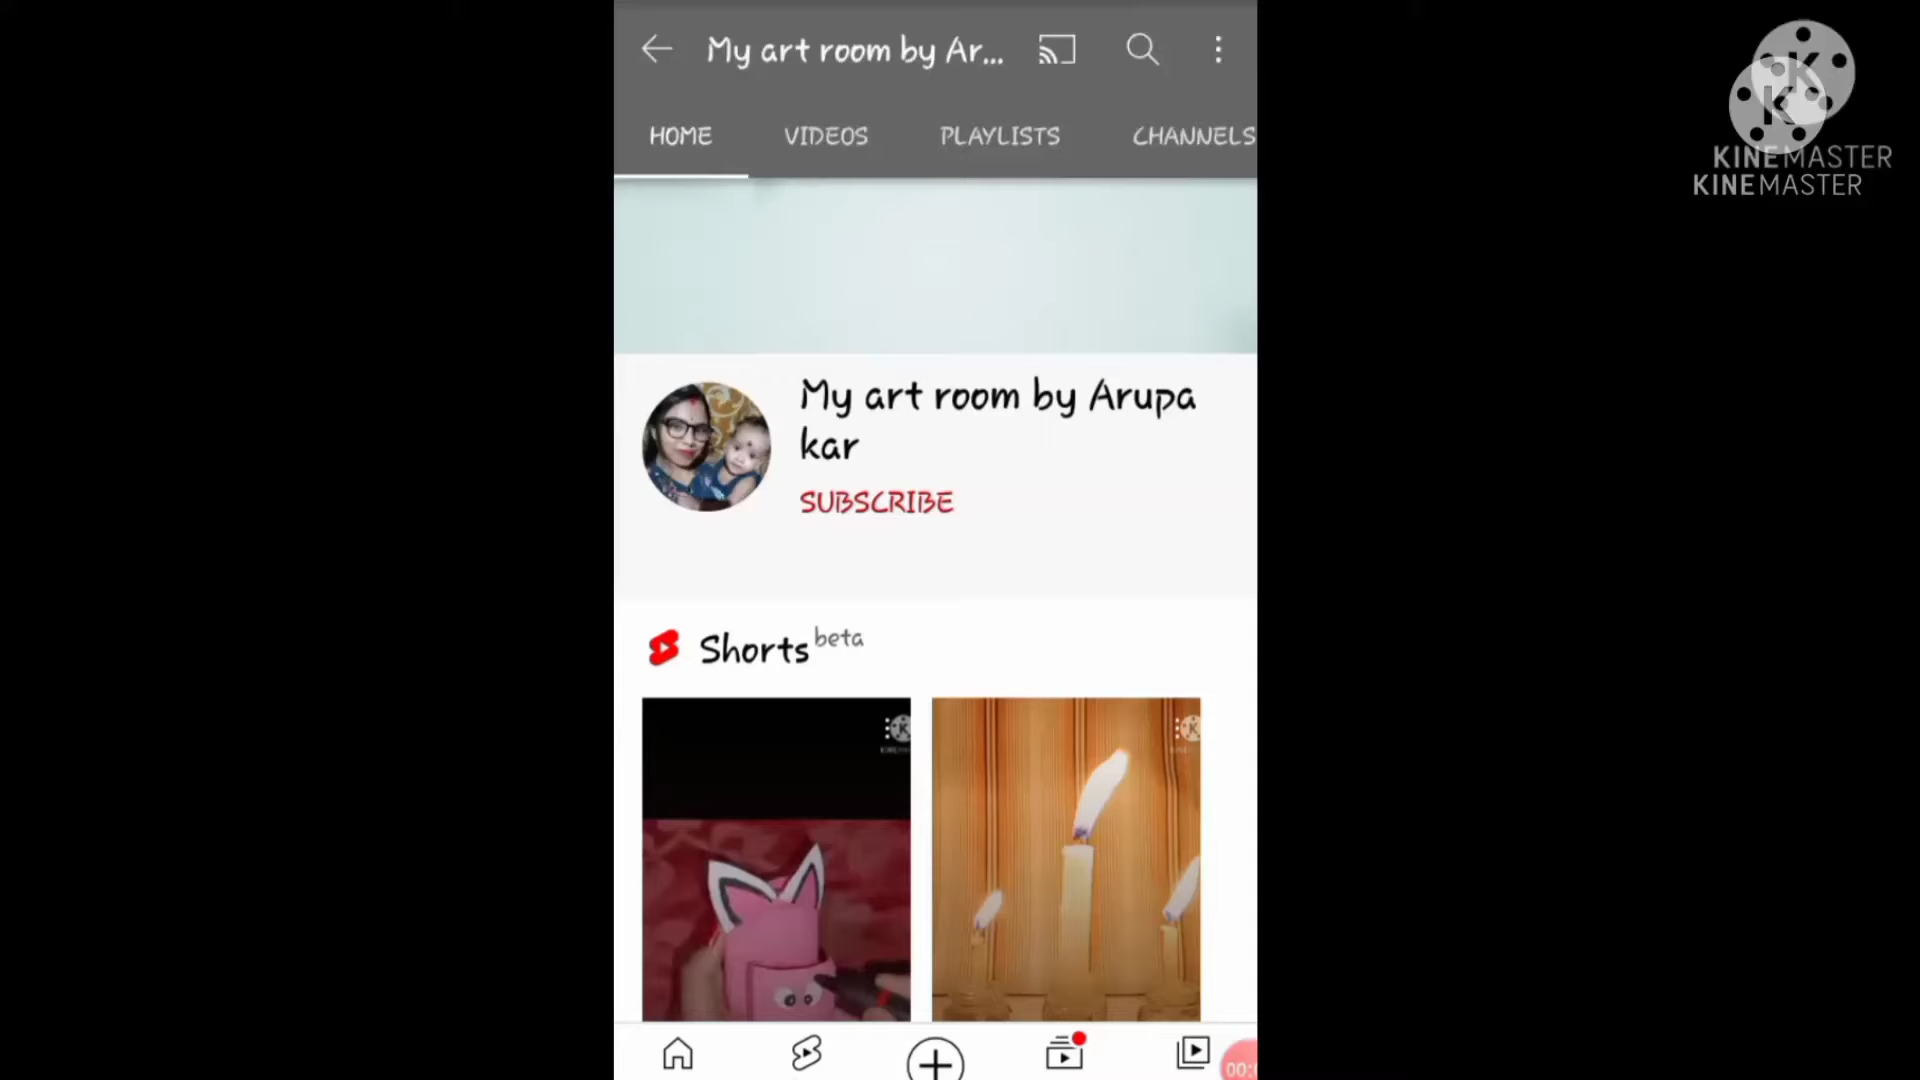 My art room by Ar...
HOME VIDEOS PLAYLISTS CHANNELS
KINEMASTER
KINEMASTER
My art room by Arupa
kar
SUBSCRIBE
Shorts beta
00: